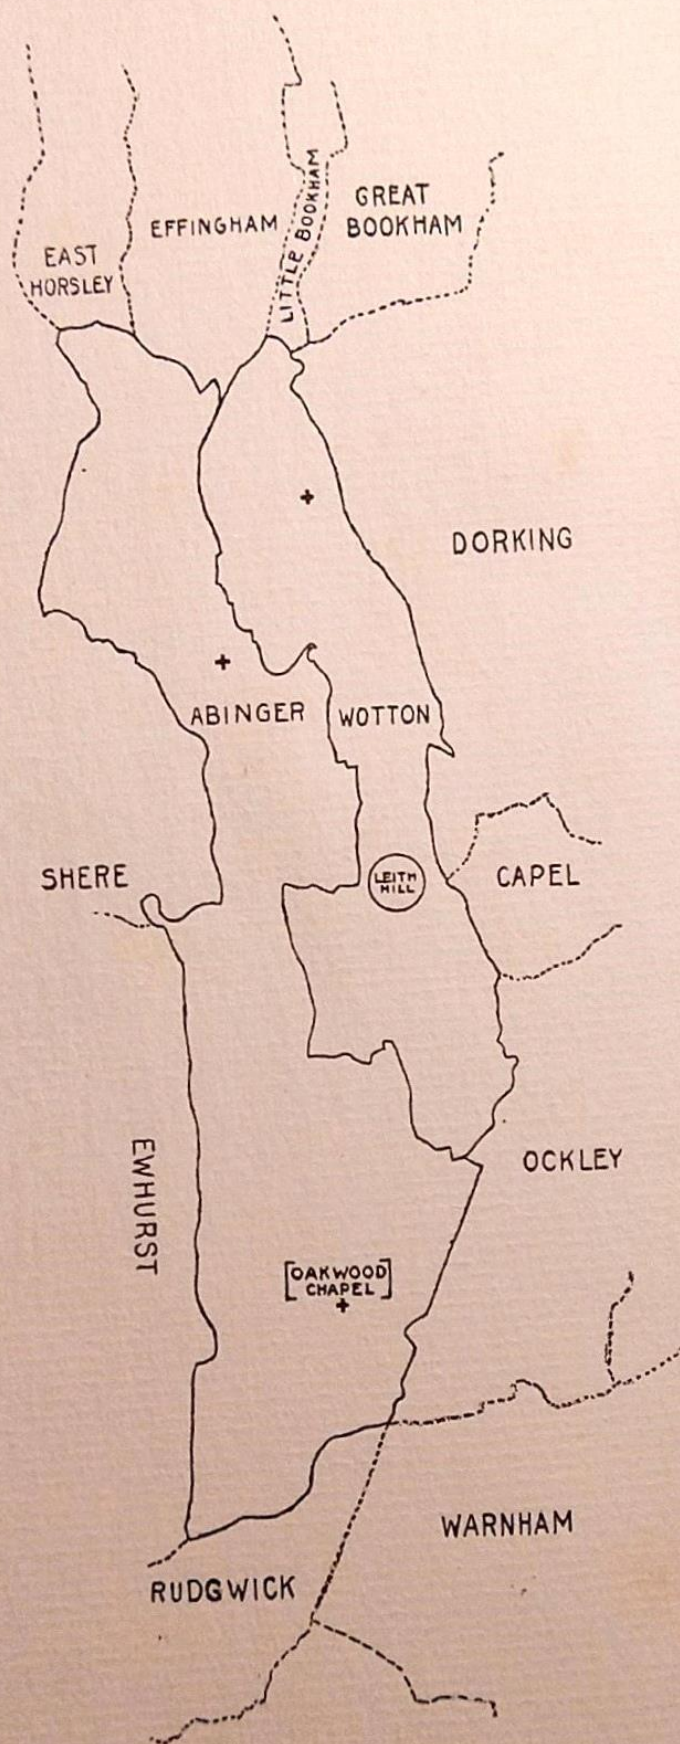 EFFINGHAM
LITTLE BOOKHAM
GREAT
BOOKHAM
EAST
HORSLEY
DORKING
ABINGER
WOTTON
SHERE
LEITH
HILL
CAPEL
EWHURST
OCKLEY
[OAKWOOD
CHAPEL]
WARNHAM
RUDGWICK